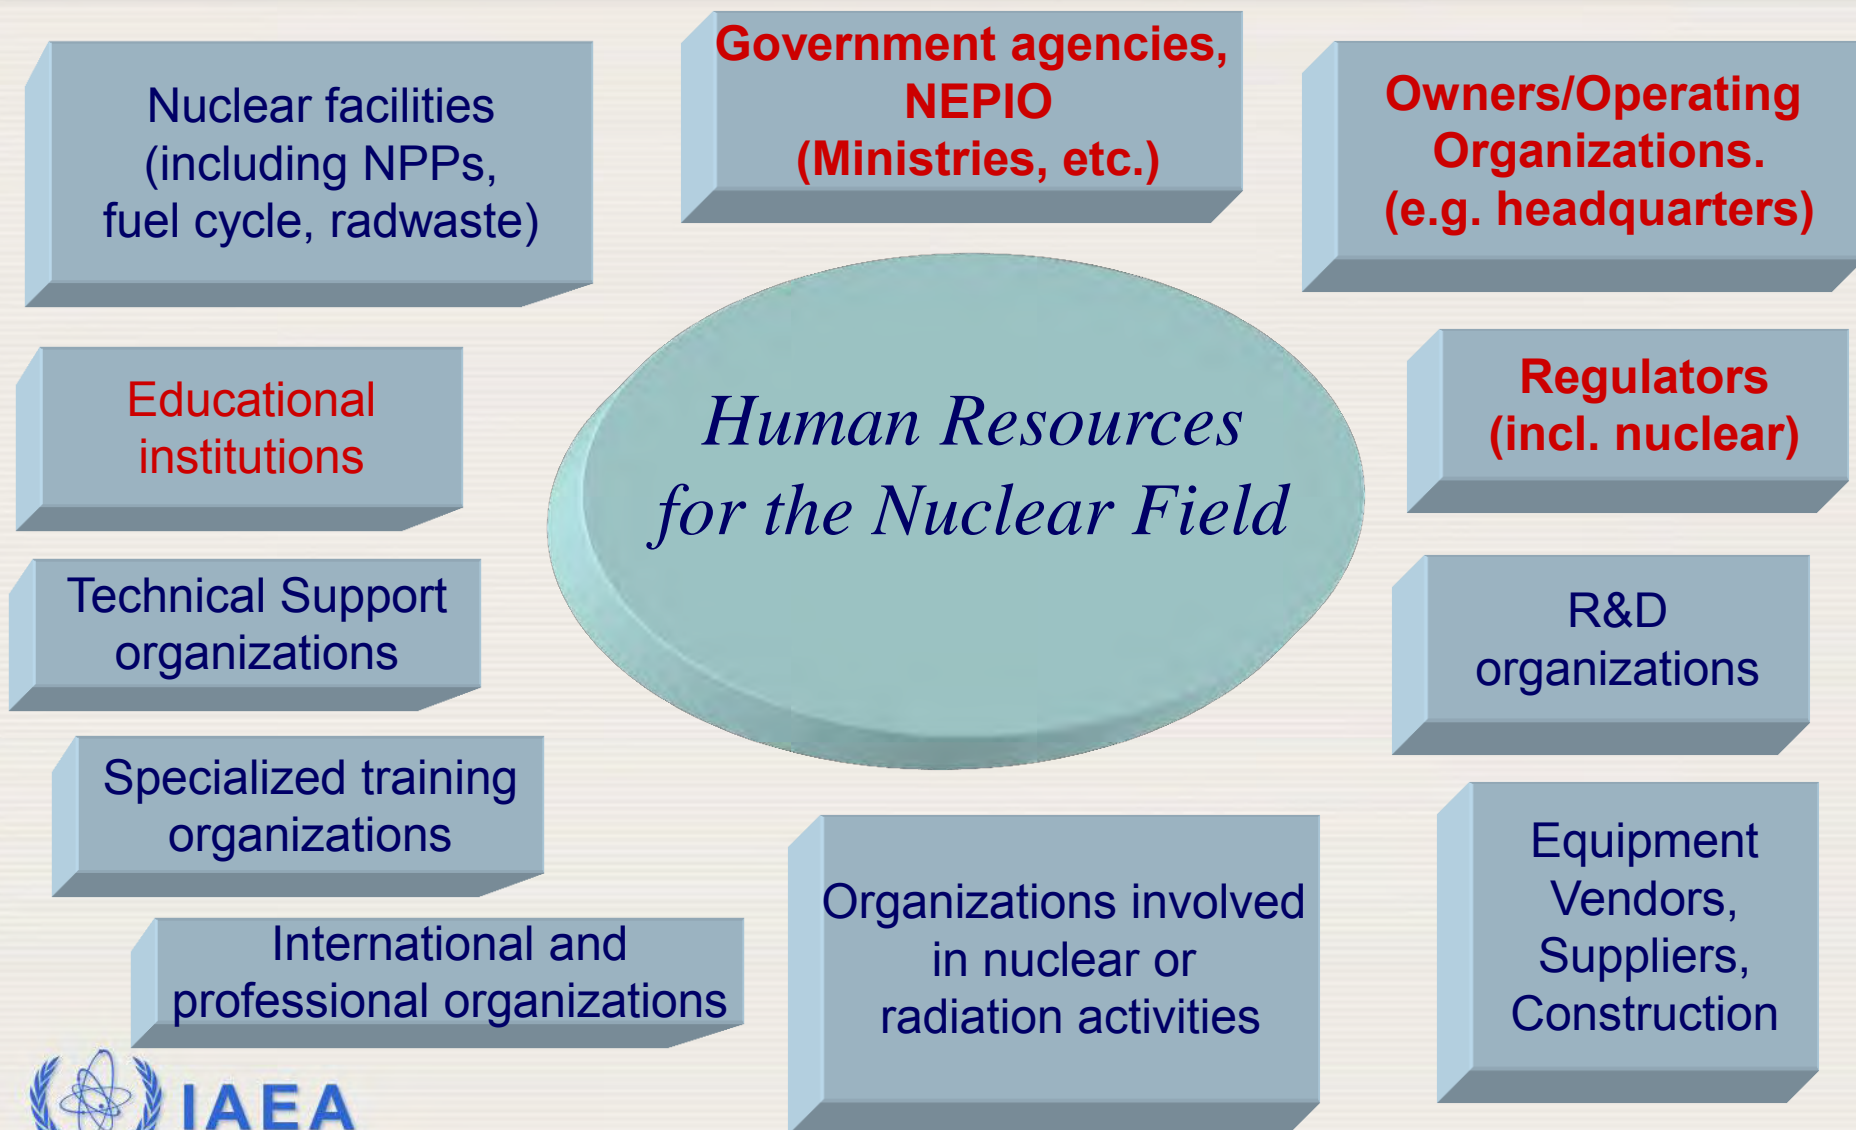 Nuclear facilities
(including NPPs,
fuel cycle, radwaste)
Government agencies,
NEPIO
(Ministries, etc.)
Owners/Operating
Organizations.
(e.g. headquarters)
Human Resources
for the Nuclear Field
Educational
institutions
Regulators
(incl. nuclear)
Technical Support
organizations
R&D
organizations
Specialized training
organizations
International and
professional organizations
Organizations involved
in nuclear or
radiation activities
Equipment
Vendors,
Suppliers,
Construction
IAEA